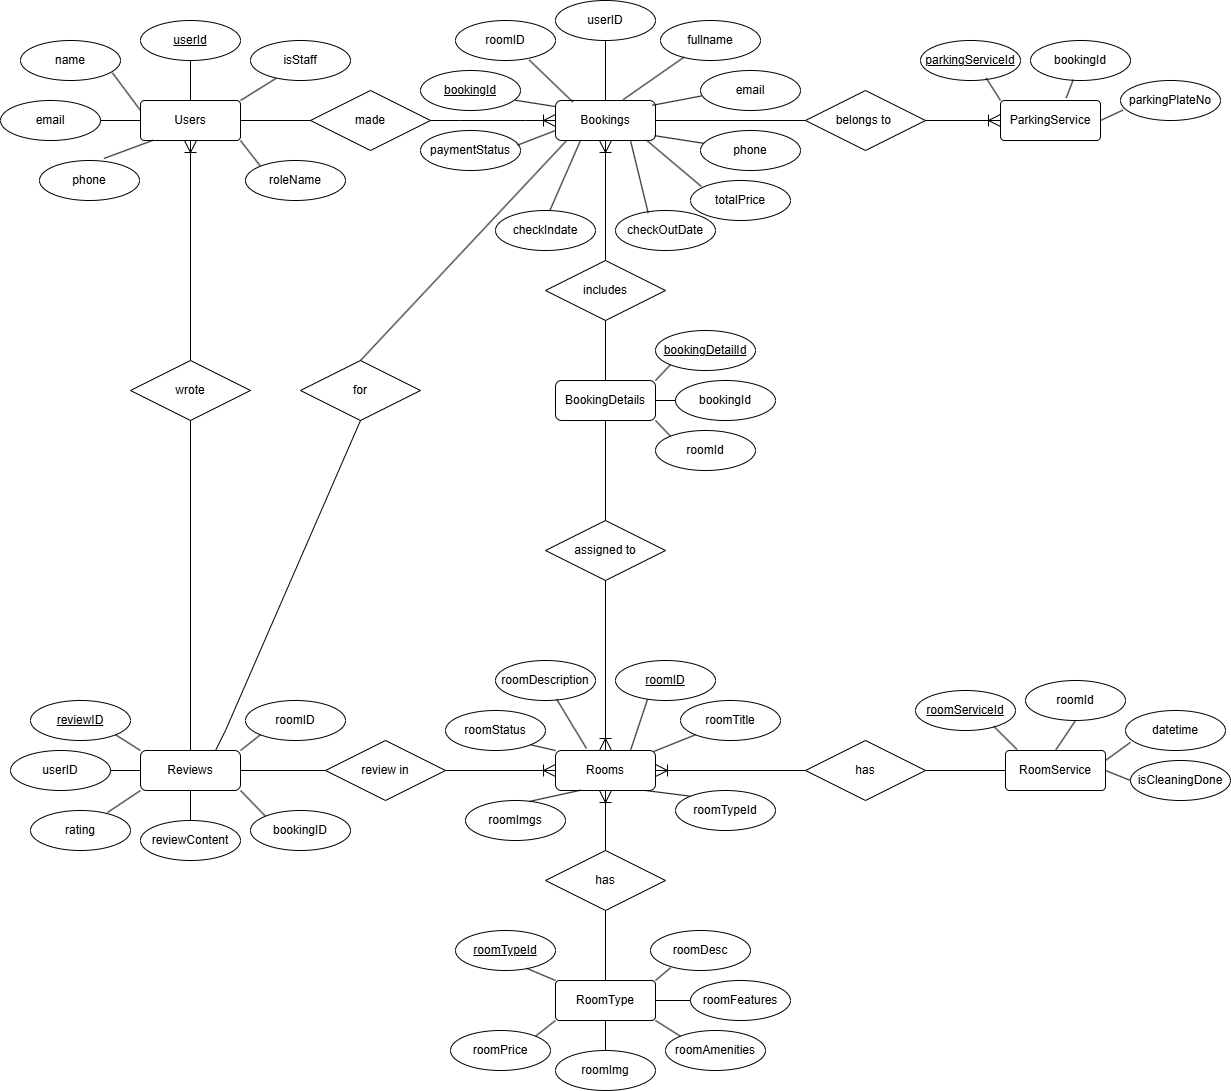 userID
userId
roomID
fullname
name
isStaff
parkingServiceId
bookingId
bookingId
email
parkingPlateNo
email
Users
made
Bookings
belongs to
ParkingService
paymentStatus
phone
phone
roleName
totalPrice
checkIndate
checkOutDate
includes
bookingDetailId
wrote
for
BookingDetails
bookingId
roomId
assigned to
roomDescription
roomID
roomServiceId
roomId
reviewID
roomID
roomStatus
roomTitle
datetime
userID
Reviews
review in
Rooms
has
RoomService
isCleaningDone
rating
reviewContent
bookingID
roomImgs
roomTypeId
has
roomTypeId
roomDesc
RoomType
roomFeatures
roomPrice
roomImg
roomAmenities